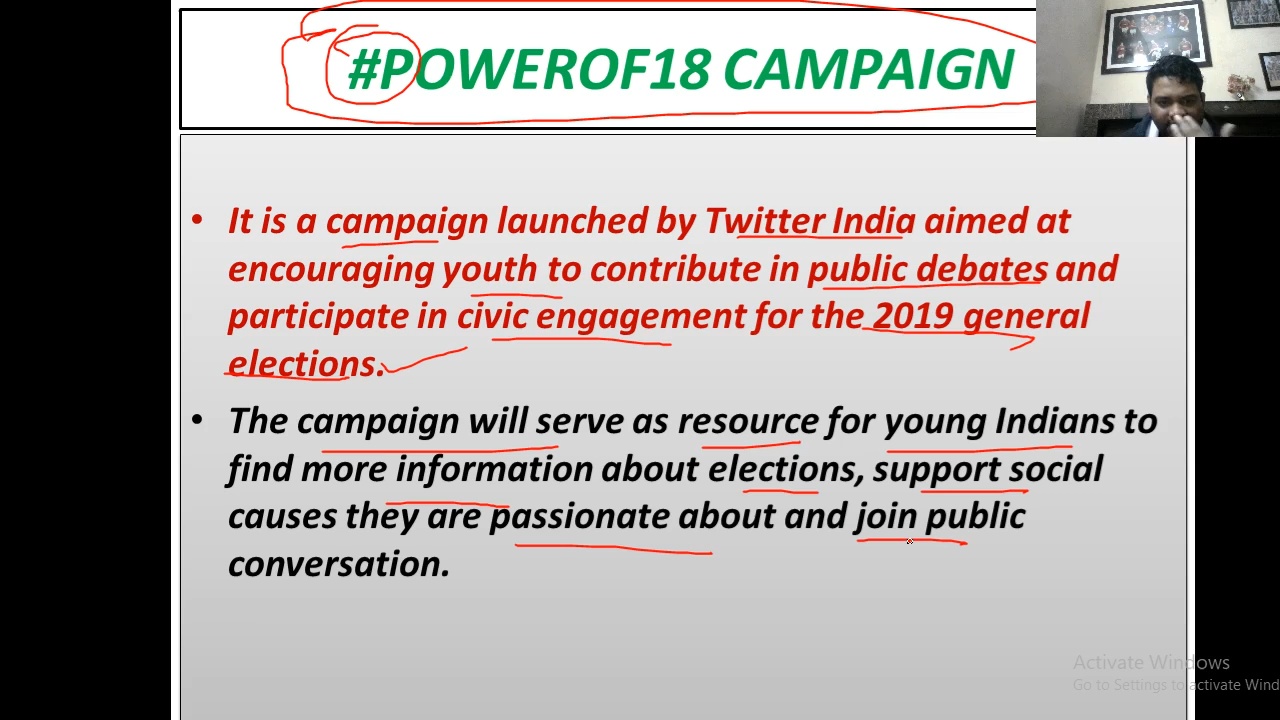 #POWEROF18 CAMPAIGN
• It is a campaign launched by Twitter India aimed at
encouraging youth to contribute in public debates and
participate in civic engagement for the 2019 general
elections.
• The campaign will serve as resource for young Indians to
find more information about elections, support social
causes they are passionate about and join public
conversation.
Activate Windows
Go to Settings to activate Wind